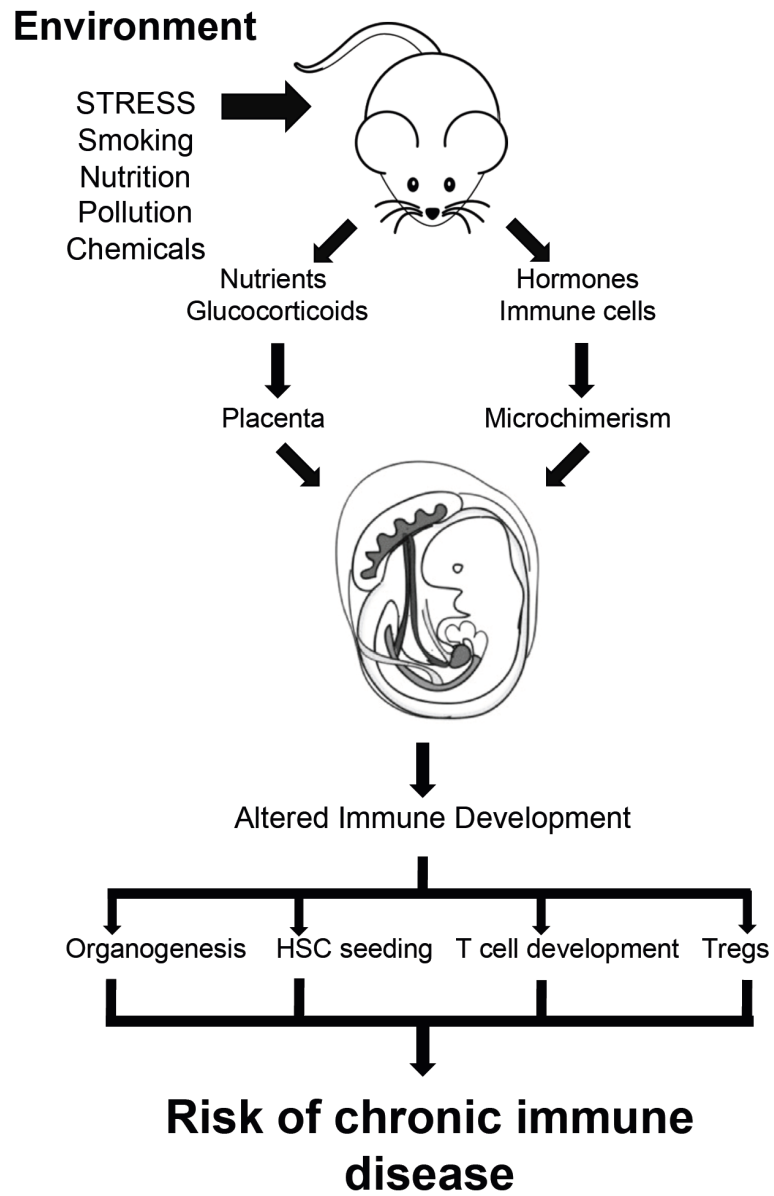 Environment
STRESS
Smoking
Nutrition
Pollution
Chemicals
Nutrients
Glucocorticoids
Hormones
Immune cells
Placenta
Microchimerism
Altered Immune Development
Organogenesis
HSC seeding
T cell development
Tregs
Risk of chronic immune
disease